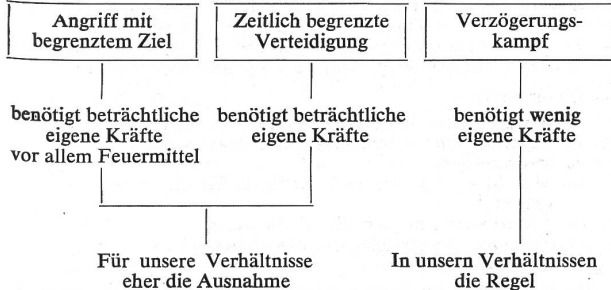 Angriff mit
begrenztem Ziel
Zeitlich begrenzte
Verteidigung
Verzögerungs-
kampf
benötigt beträchtliche
eigene Kräfte
vor allem Feuermittel
benötigt beträchtliche
eigene Kräfte
benötigt wenig
eigene Kräfte
Für unsere Verhältnisse
eher die Ausnahme
In unsern Verhältnissen
die Regel